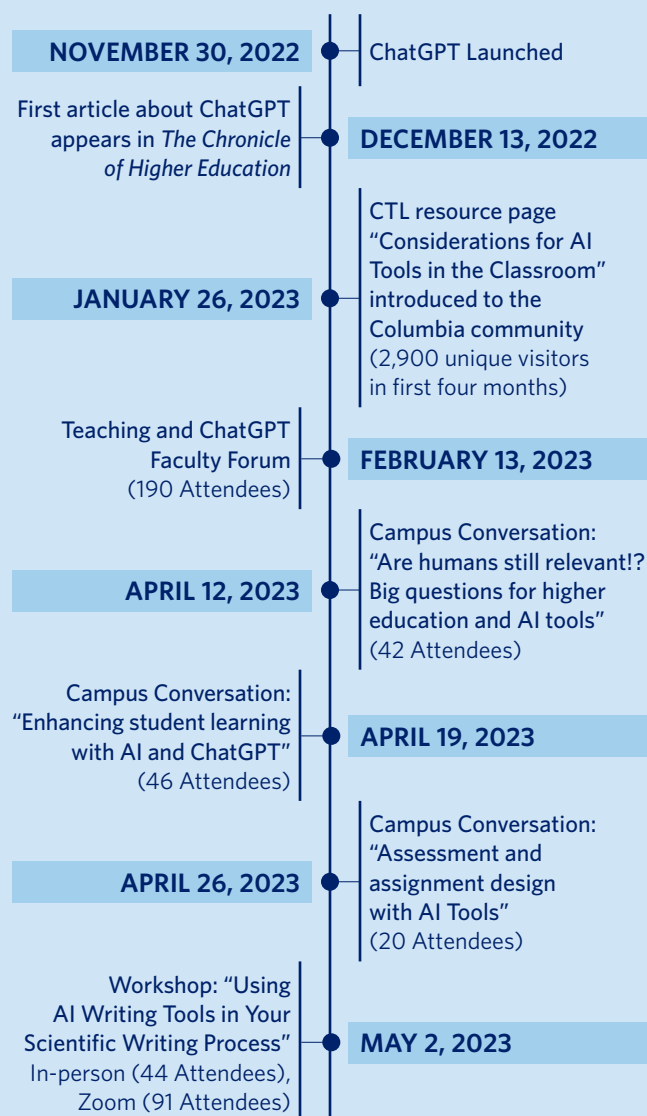 NOVEMBER 30, 2022
ChatGPT Launched
First article about ChatGPT
appears in The Chronicle
of Higher Education
DECEMBER 13, 2022
CTL resource page
“Considerations for AI
Tools in the Classroom”
introduced to the
Columbia community
(2,900 unique visitors
in first four months)
JANUARY 26, 2023
Teaching and ChatGPT
Faculty Forum
(190 Attendees)
FEBRUARY 13, 2023
Campus Conversation:
“Are humans still relevant!?
Big questions for higher
education and AI tools”
(42 Attendees)
APRIL 12, 2023
Campus Conversation:
“Enhancing student learning
with AI and ChatGPT”
(46 Attendees)
APRIL 19, 2023
Campus Conversation:
“Assessment and
assignment design
with AI Tools”
(20 Attendees)
APRIL 26, 2023
Workshop: “Using
AI Writing Tools in Your
Scientific Writing Process”
In-person (44 Attendees),
Zoom (91 Attendees)
MAY 2, 2023